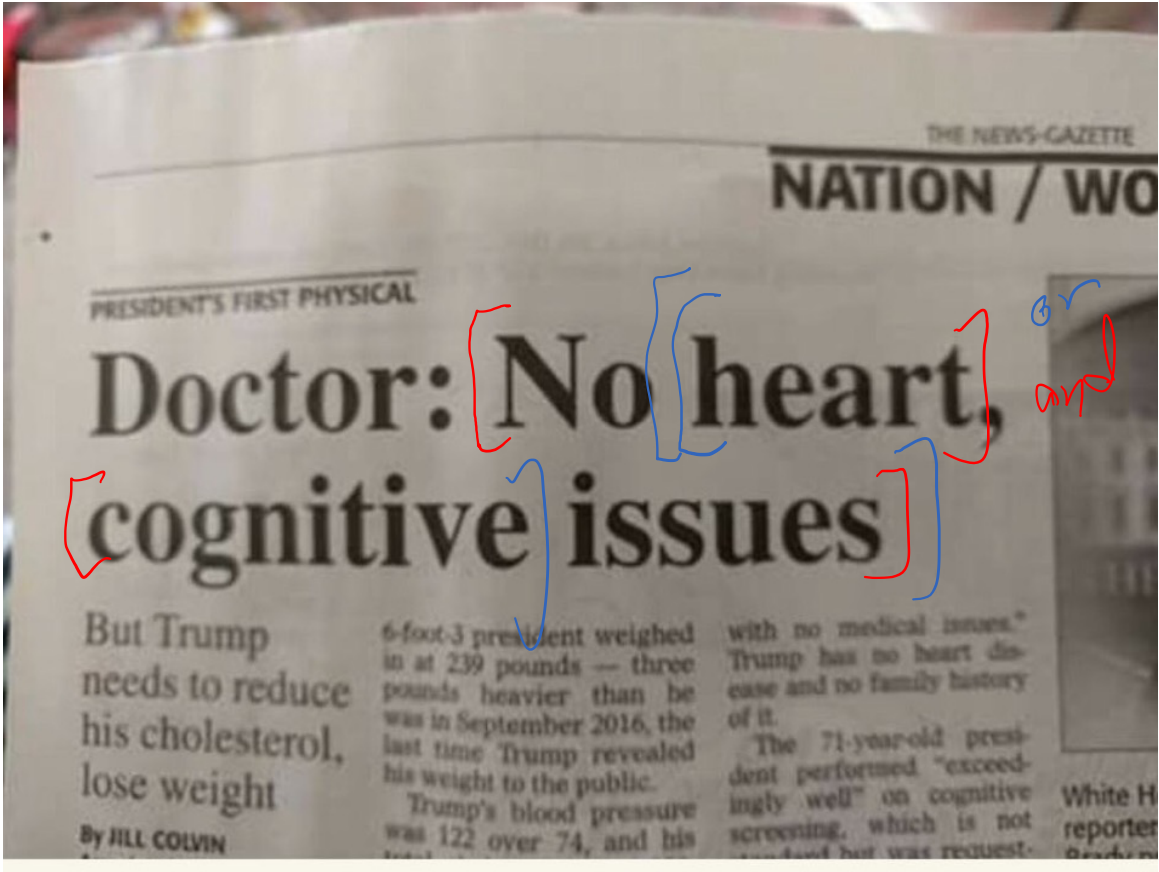 THE NEWS-GAZETTE
NATION / WO
PRESIDENT'S FIRST PHYSICAL
Doctor: No heart,
or
and
cognitive issues
But Trump
needs to reduce
his cholesterol,
lose weight
By JILL COLVIN
6-foot-3 president weighed
in at 239 pounds — three
pounds heavier than he
was in September 2016, the
last time Trump revealed
his weight to the public.
Trump's blood pressure
was 122 over 74, and his
with no medical issues."
Trump has no heart dis-
ease and no family history
of it.
The 71-year-old presi-
dent performed "exceed-
ingly well" on cognitive
screening, which is not
standard but was request-
White H
reporter